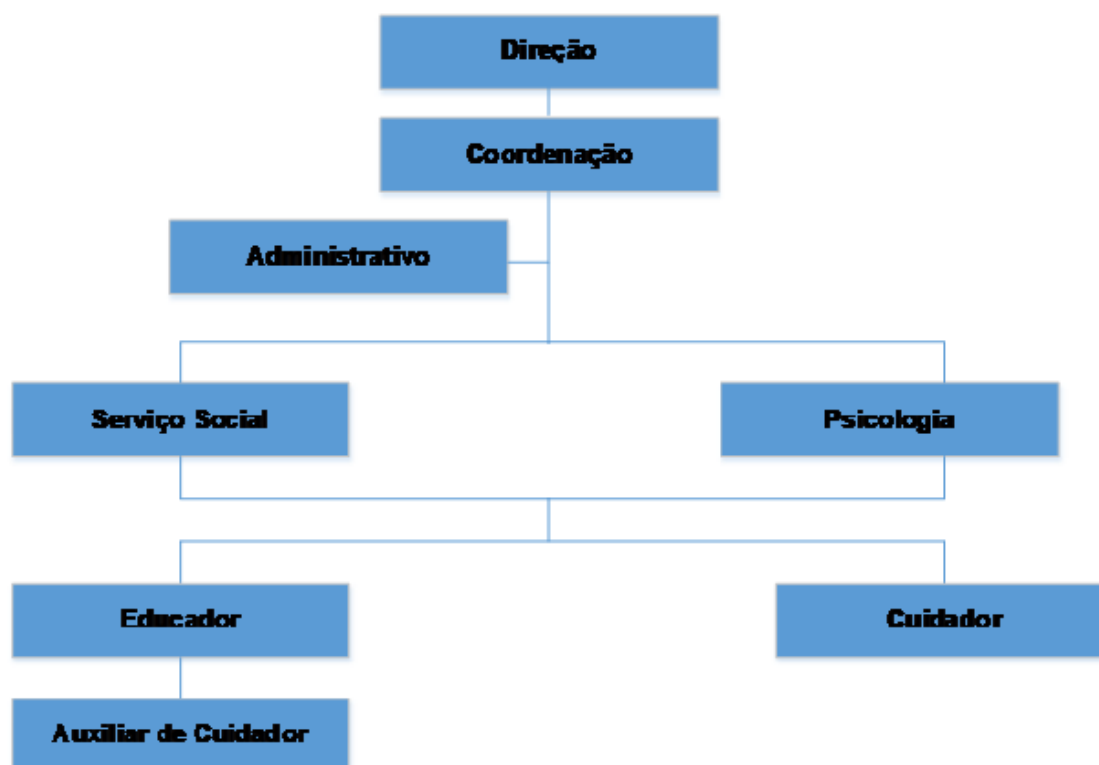 Direção
Coordenação
Administrativo
Serviço Social
Psicologia
Educador
Cuidador
Auxiliar de Cuidador